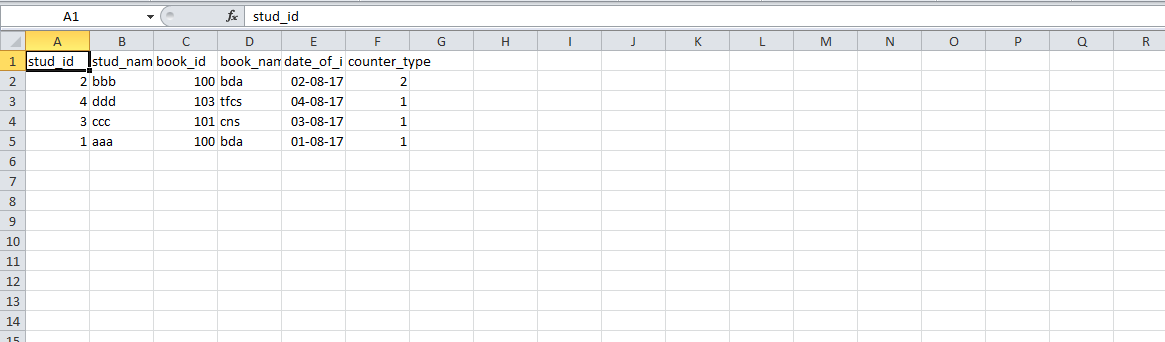 A1 fx stud_id
A B C D E F G H I J K L M N O P Q R
1 stud_id stud_nam book_id book_nam date_of_i counter_type
2 2 bbb 100 bda 02-08-17 2
3 4 ddd 103 tfcs 04-08-17 1
4 3 ccc 101 cns 03-08-17 1
5 1 aaa 100 bda 01-08-17 1
6
7
8
9
10
11
12
13
14
15